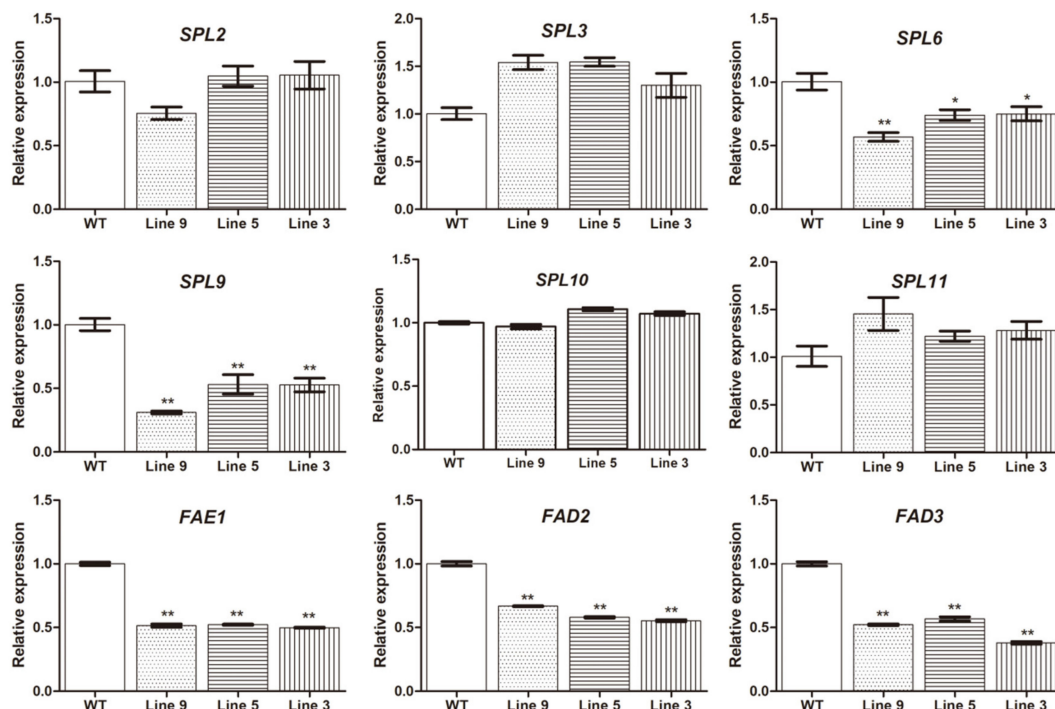 SPL2
Relative expression
1.5
1.0
0.5
0.0
WT Line 9 Line 5 Line 3
SPL3
Relative expression
2.0
1.5
1.0
0.5
0.0
WT Line 9 Line 5 Line 3
SPL6
Relative expression
1.5
1.0
0.5
0.0
** * *
WT Line 9 Line 5 Line 3
SPL9
Relative expression
1.5
1.0
0.5
0.0
** ** **
WT Line 9 Line 5 Line 3
SPL10
Relative expression
1.5
1.0
0.5
0.0
WT Line 9 Line 5 Line 3
SPL11
Relative expression
2.0
1.5
1.0
0.5
0.0
WT Line 9 Line 5 Line 3
FAE1
Relative expression
1.5
1.0
0.5
0.0
** ** **
WT Line 9 Line 5 Line 3
FAD2
Relative expression
1.5
1.0
0.5
0.0
** ** **
WT Line 9 Line 5 Line 3
FAD3
Relative expression
1.5
1.0
0.5
0.0
** ** **
WT Line 9 Line 5 Line 3